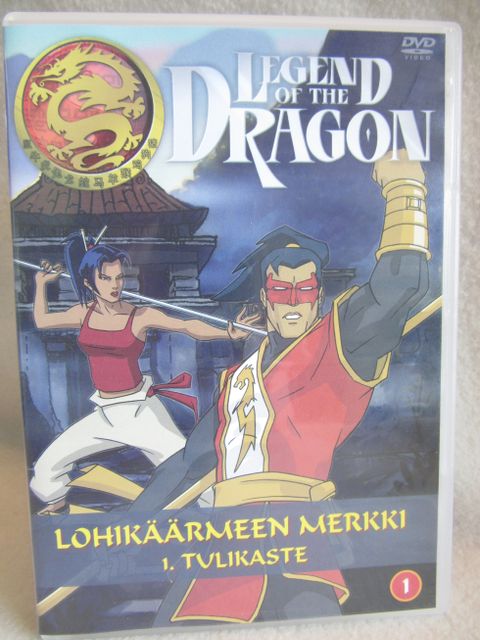 DVD
VIDEO
LEGEND
OF THE
DRAGON
LOHIKÄÄRMEEN MERKKI
1. TULIKASTE
1